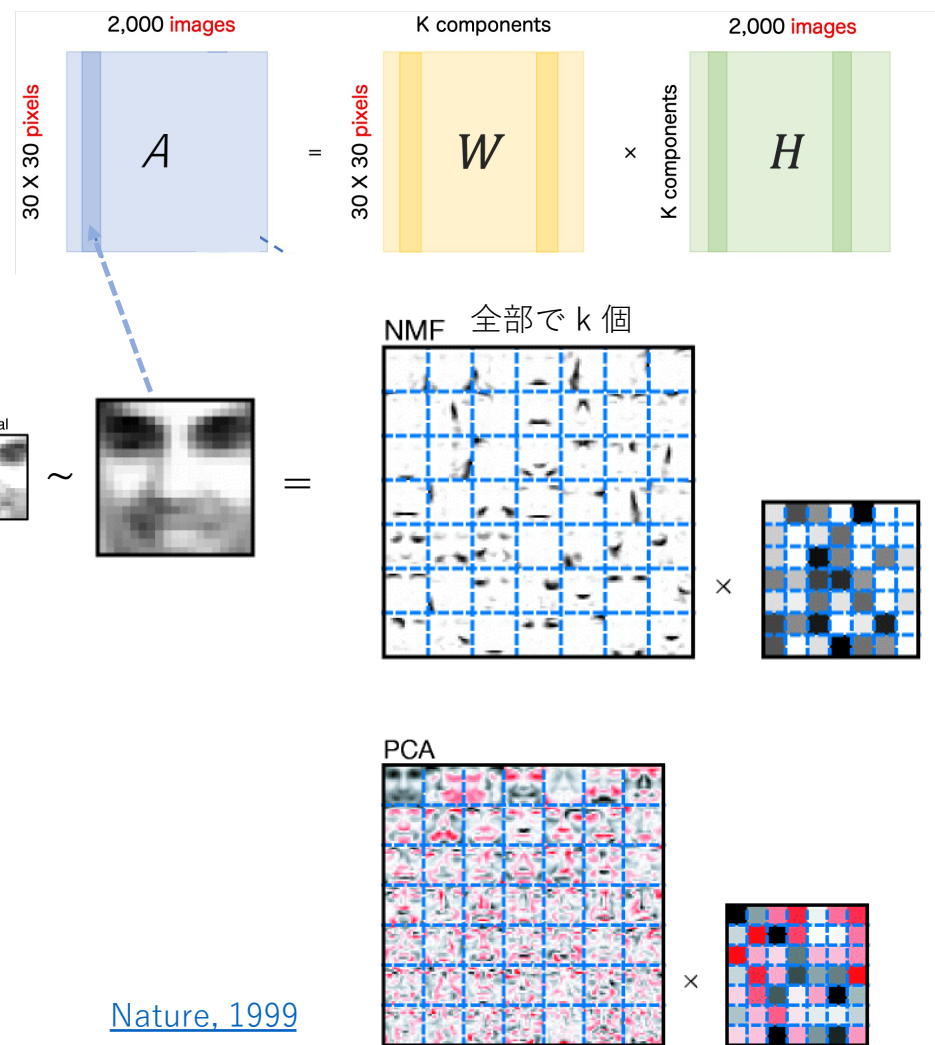 2,000 images
K components
2,000 images
30 X 30 pixels
A
=
30 X 30 pixels
W
×
K components
H
NMF
全部で k 個
al
~
=
×
PCA
×
Nature, 1999